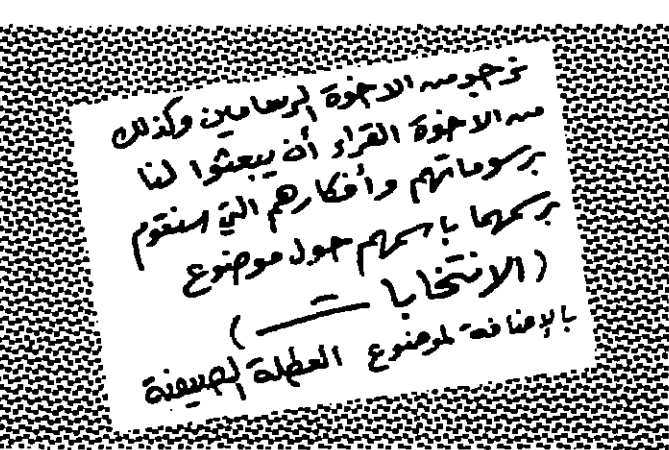 نرجو من الاخوة الرسامين وكذلك
من الاخوة القراء أن يبعثوا لنا
برسوماتهم وأفكارهم التي سنقوم
برسمها باسمهم حول موضوع
(الانتخابات)
بالإضافة لموضوع العطلة الصيفية